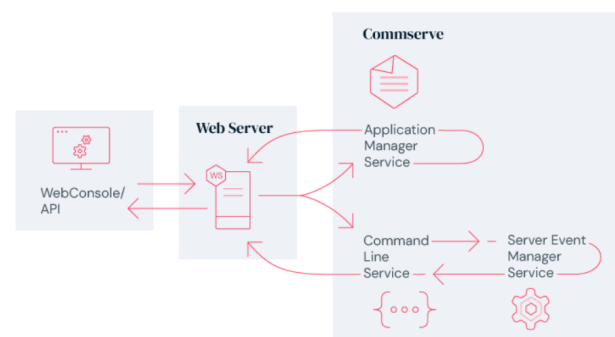 Commserve
Web Server
WS
WebConsole/
API
Application
Manager
Service
Command
Line
Service
Server Event
Manager
Service